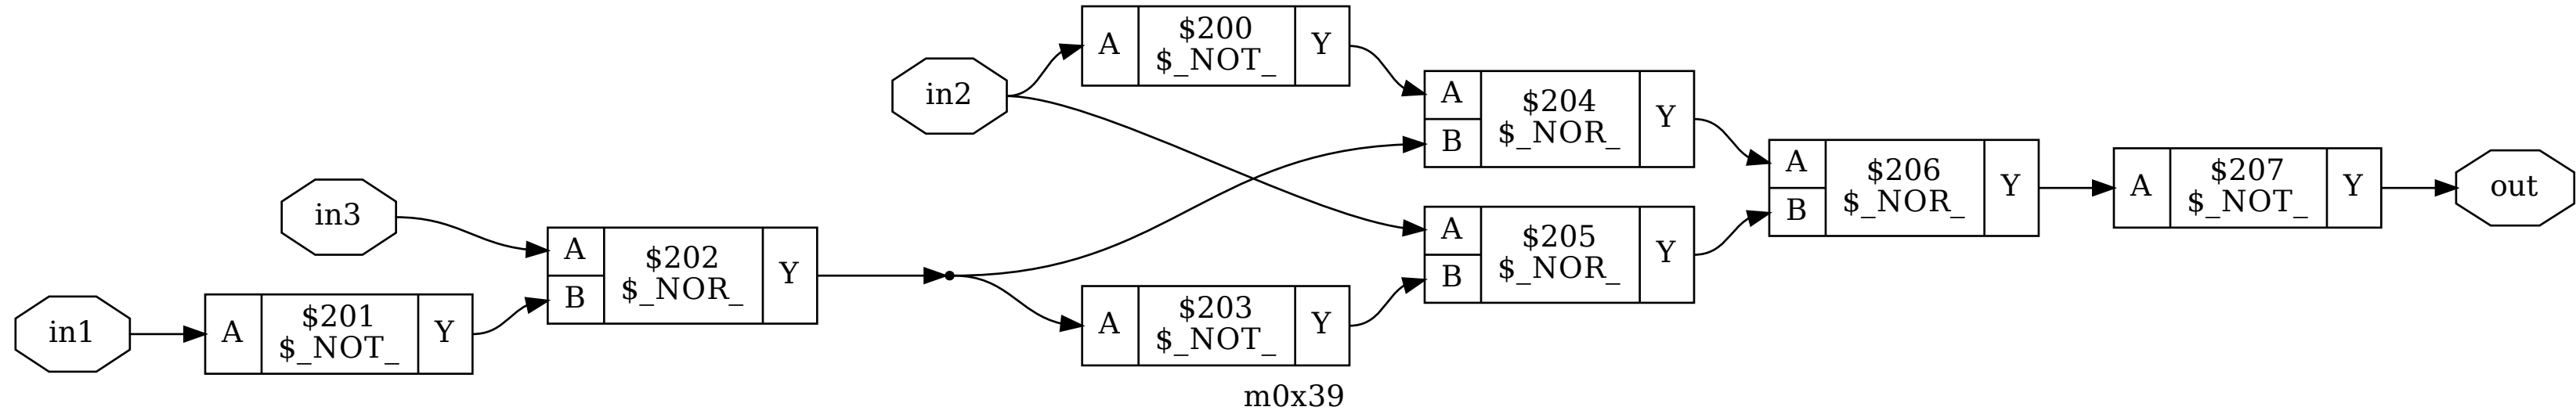 in1
A
$201
$_NOT_
Y
in3
A
B
$202
$_NOR_
Y
in2
A
$200
$_NOT_
Y
A
$203
$_NOT_
Y
A
B
$204
$_NOR_
Y
A
B
$205
$_NOR_
Y
A
B
$206
$_NOR_
Y
A
$207
$_NOT_
Y
out
m0x39